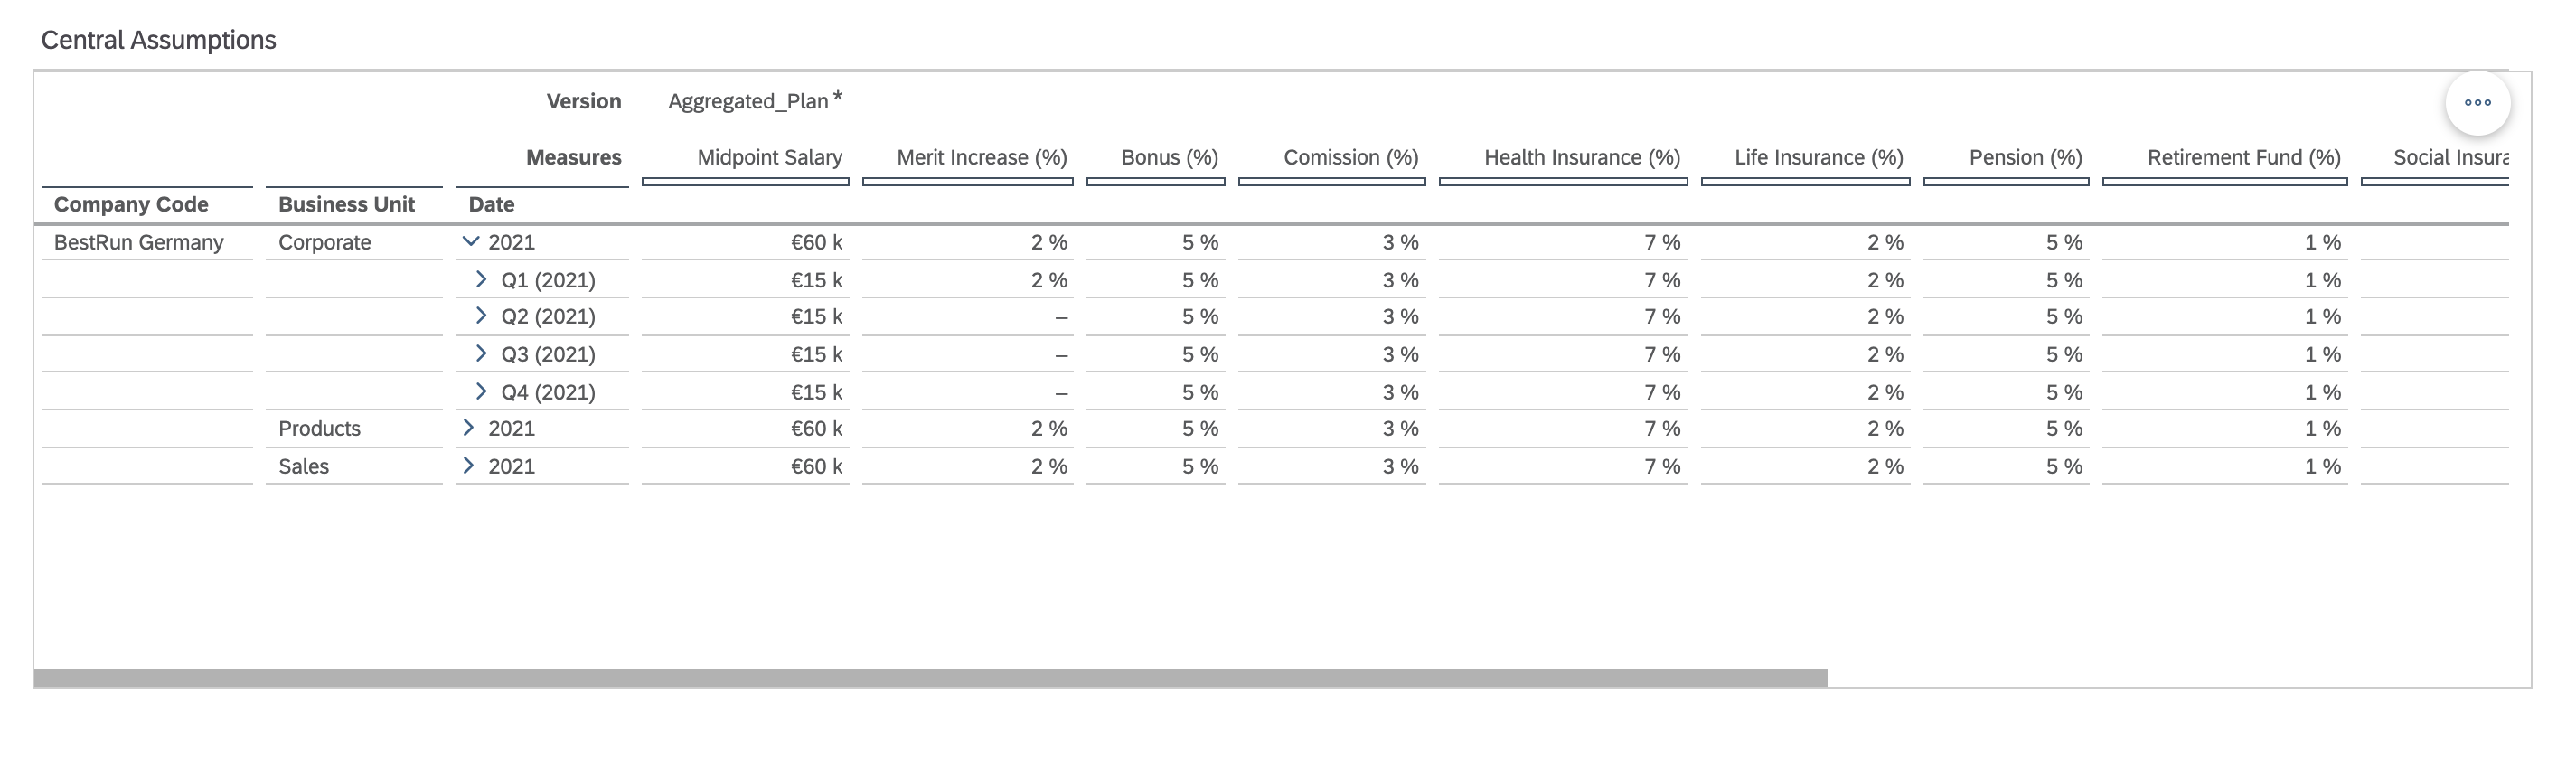 Central Assumptions
Version Aggregated_Plan*
Measures Midpoint Salary Merit Increase (%) Bonus (%) Comission (%) Health Insurance (%) Life Insurance (%) Pension (%) Retirement Fund (%) Social Insura
Company Code Business Unit Date
BestRun Germany Corporate 2021 €60 k 2 % 5 % 3 % 7 % 2 % 5 % 1 %
Q1 (2021) €15 k 2 % 5 % 3 % 7 % 2 % 5 % 1 %
Q2 (2021) €15 k – 5 % 3 % 7 % 2 % 5 % 1 %
Q3 (2021) €15 k – 5 % 3 % 7 % 2 % 5 % 1 %
Q4 (2021) €15 k – 5 % 3 % 7 % 2 % 5 % 1 %
Products 2021 €60 k 2 % 5 % 3 % 7 % 2 % 5 % 1 %
Sales 2021 €60 k 2 % 5 % 3 % 7 % 2 % 5 % 1 %